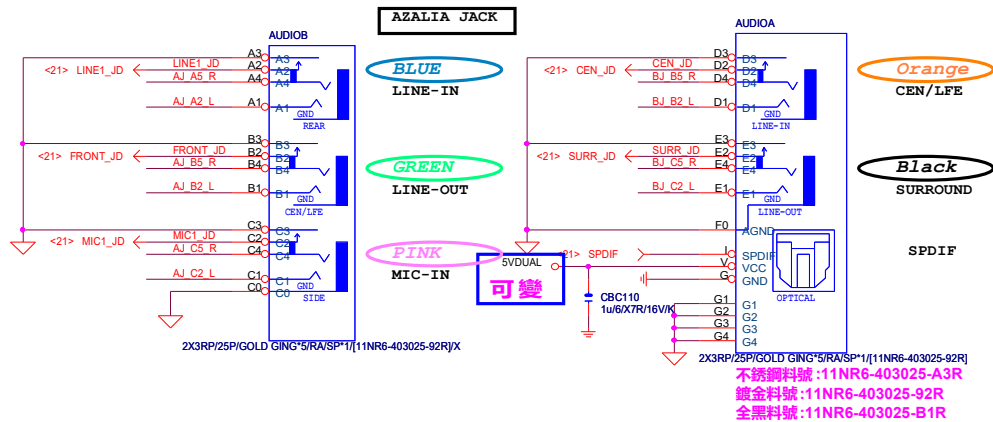 AZALIA JACK
AUDIOB
A3 A3
LINE1_JD A2 A2
<21> LINE1_JD
AJ_A5_R A4 A4
AJ_A2_L A1 A1
GND
REAR
BLUE
LINE-IN
B3 B3
FRONT_JD B2 B2
<21> FRONT_JD
AJ_B5_R B4 B4
AJ_B2_L B1 B1
GND
CEN/LFE
GREEN
LINE-OUT
C3 C3
MIC1_JD C2 C2
<21> MIC1_JD
AJ_C5_R C4 C4
AJ_C2_L C1 C1
GND
C0 C0
SIDE
PINK
MIC-IN
2X3RP/25P/GOLD GING*5/RA/SP*1/[11NR6-403025-92R]/X
AUDIOA
D3 D3
CEN_JD D2 D2
<21> CEN_JD
BJ_B5_R D4 D4
BJ_B2_L D1 D1
GND
LINE-IN
Orange
CEN/LFE
E3 E3
SURR_JD E2 E2
<21> SURR_JD
BJ_C5_R E4 E4
BJ_C2_L E1 E1
GND
LINE-OUT
Black
SURROUND
F0 AGND
<21> SPDIF
I SPDIF
V VCC
G GND
OPTICAL
SPDIF
5VDUAL
可變
CBC110
1u/6/X7R/16V/K
G1 G1
G2 G2
G3 G3
G4 G4
2X3RP/25P/GOLD GING*5/RA/SP*1/[11NR6-403025-92R]
不銹鋼料號:11NR6-403025-A3R
鍍金料號:11NR6-403025-92R
全黑料號:11NR6-403025-B1R